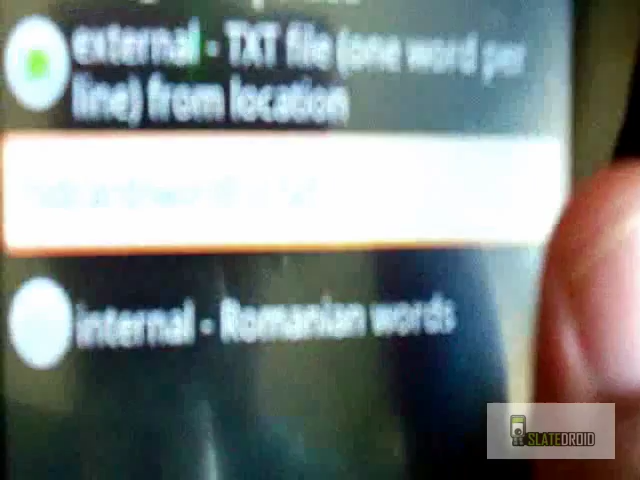 external - TXT file (one word per
line) from location
internal - Romanian words
SLATEDROID